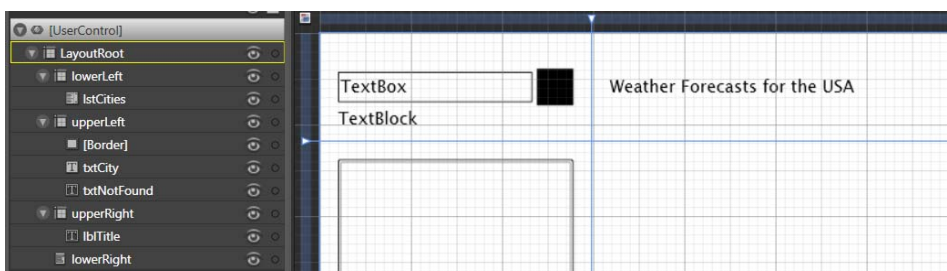 [UserControl]
LayoutRoot
lowerLeft
lstCities
upperLeft
[Border]
txtCity
txtNotFound
upperRight
lblTitle
lowerRight
TextBox
Weather Forecasts for the USA
TextBlock